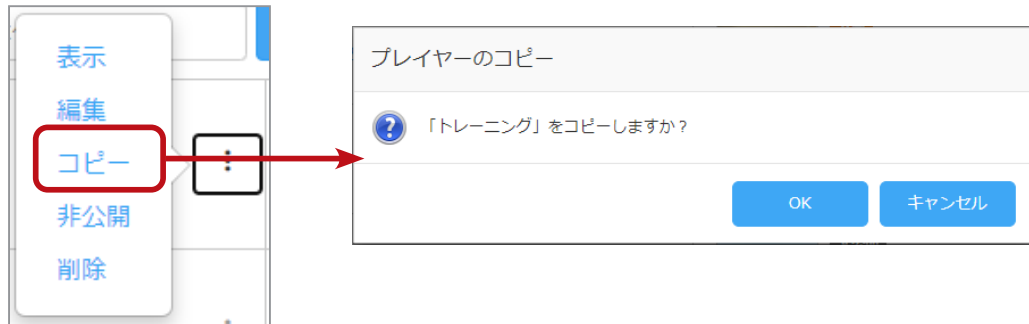 表示
編集
コピー
非公開
削除
プレイヤーのコピー
「トレーニング」をコピーしますか？
OK
キャンセル